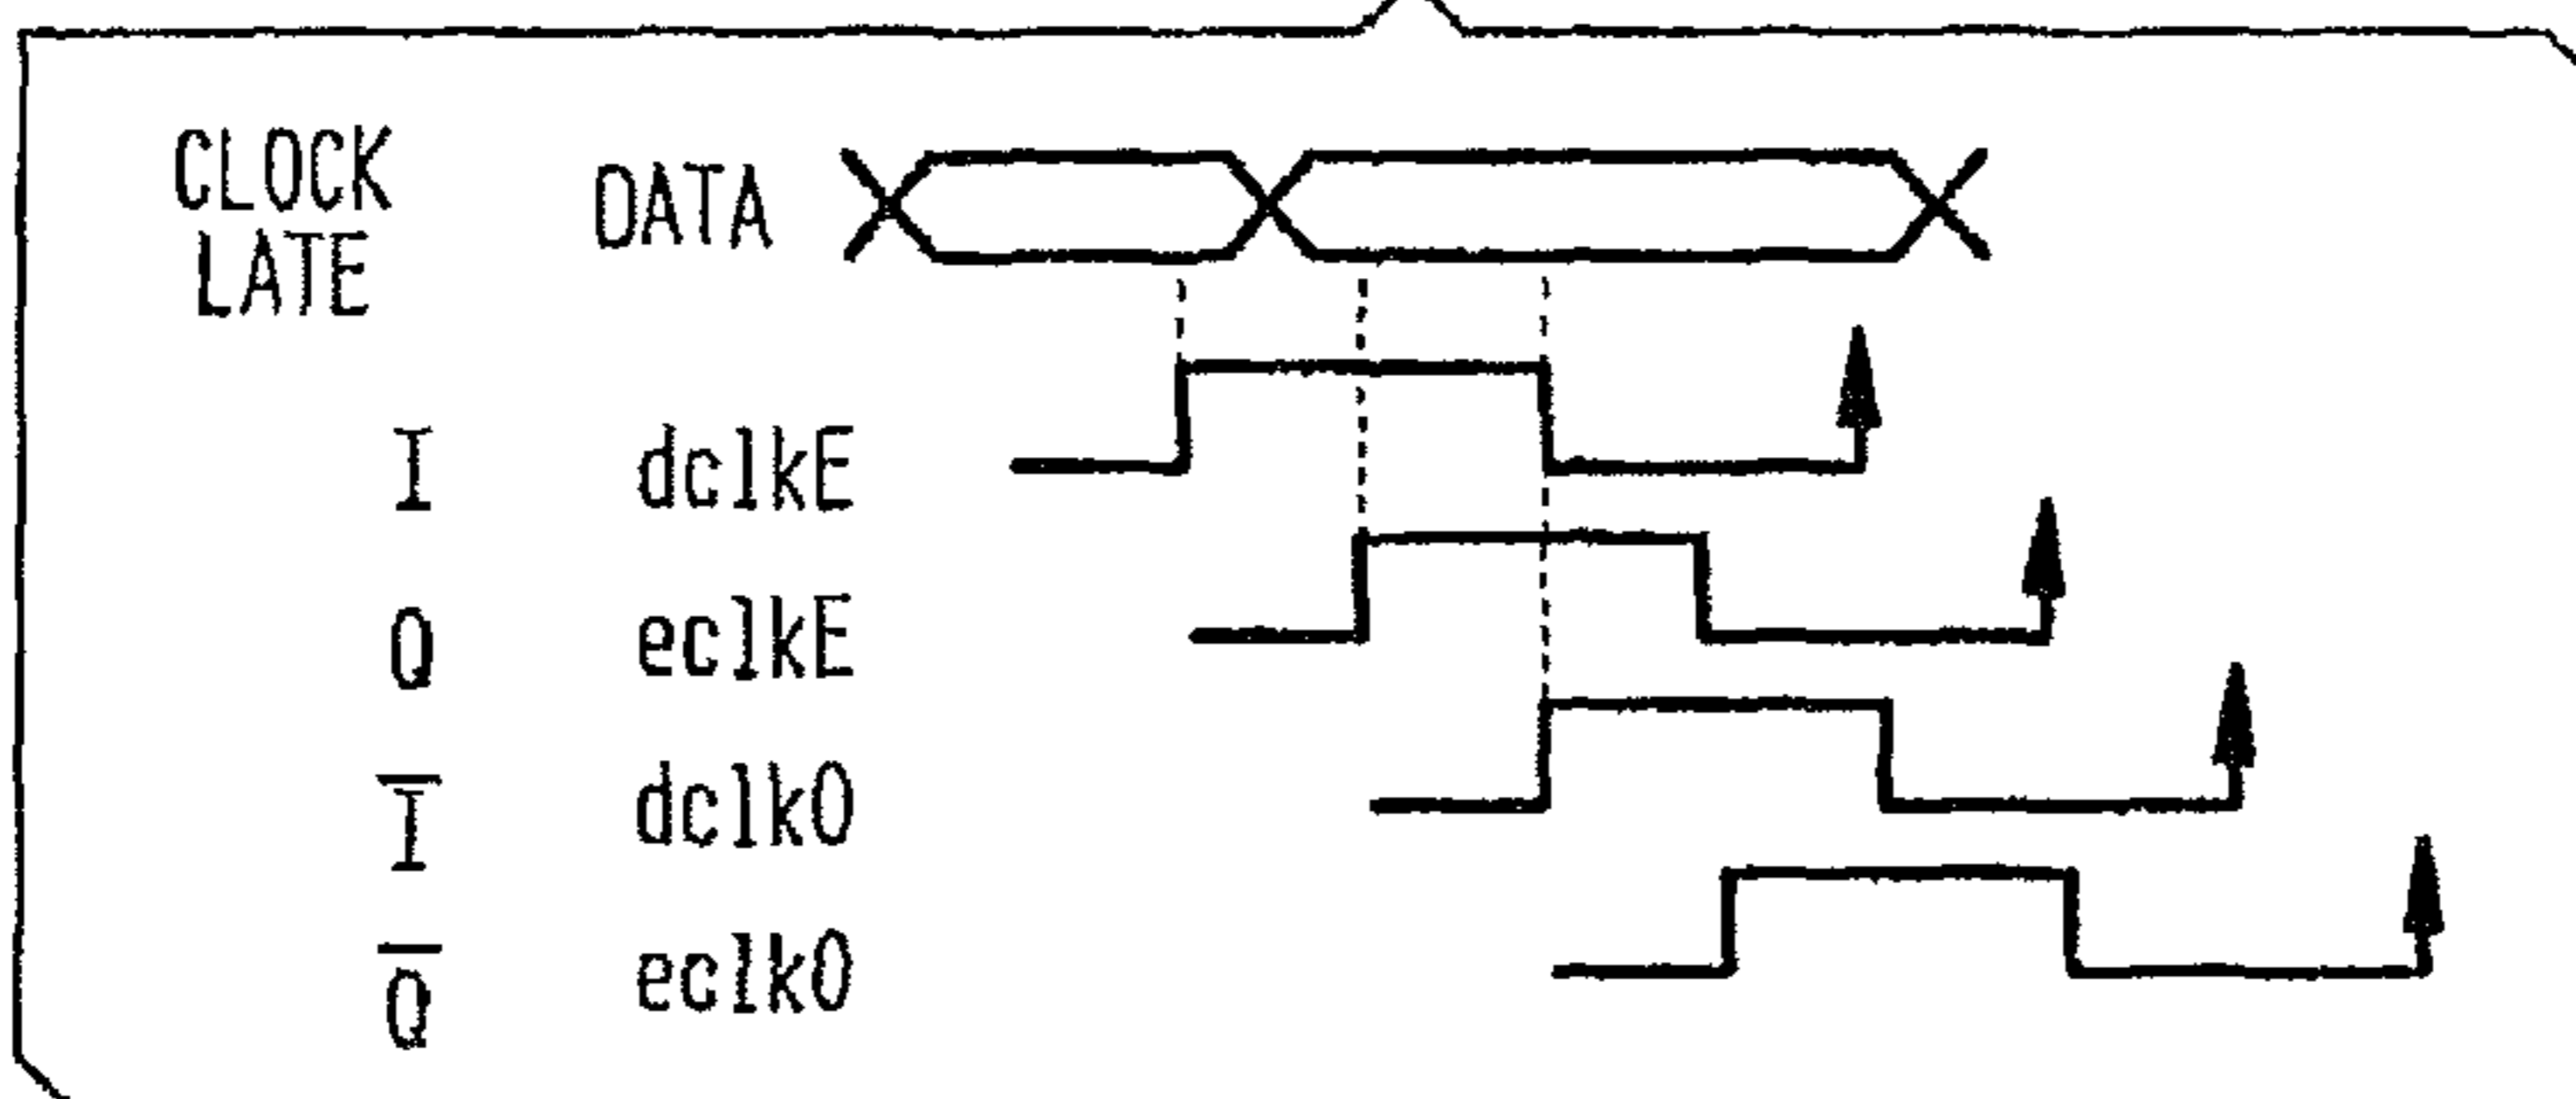 CLOCK
LATE
DATA
I dclkE
Q eclkE
I̅ dclkO
Q̅ eclkO